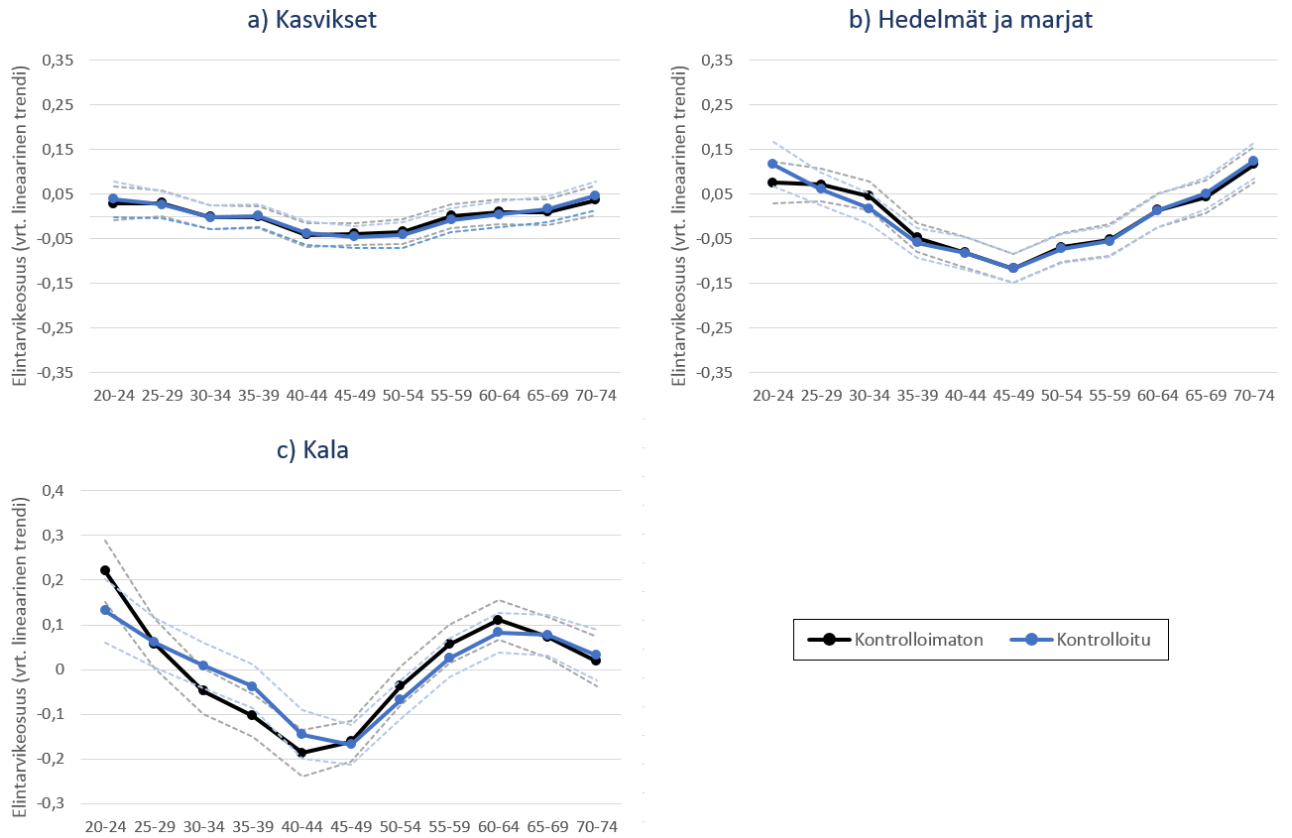 a) Kasvikset
Elintarvikeosuus (vrt. lineaarinen trendi)
0,35
0,25
0,15
0,05
-0,05
-0,15
-0,25
-0,35
20-24 25-29 30-34 35-39 40-44 45-49 50-54 55-59 60-64 65-69 70-74
b) Hedelmät ja marjat
Elintarvikeosuus (vrt. lineaarinen trendi)
0,35
0,25
0,15
0,05
-0,05
-0,15
-0,25
-0,35
20-24 25-29 30-34 35-39 40-44 45-49 50-54 55-59 60-64 65-69 70-74
c) Kala
Elintarvikeosuus (vrt. lineaarinen trendi)
0,4
0,3
0,2
0,1
0
-0,1
-0,2
-0,3
20-24 25-29 30-34 35-39 40-44 45-49 50-54 55-59 60-64 65-69 70-74
Kontrolloimaton Kontrolloitu